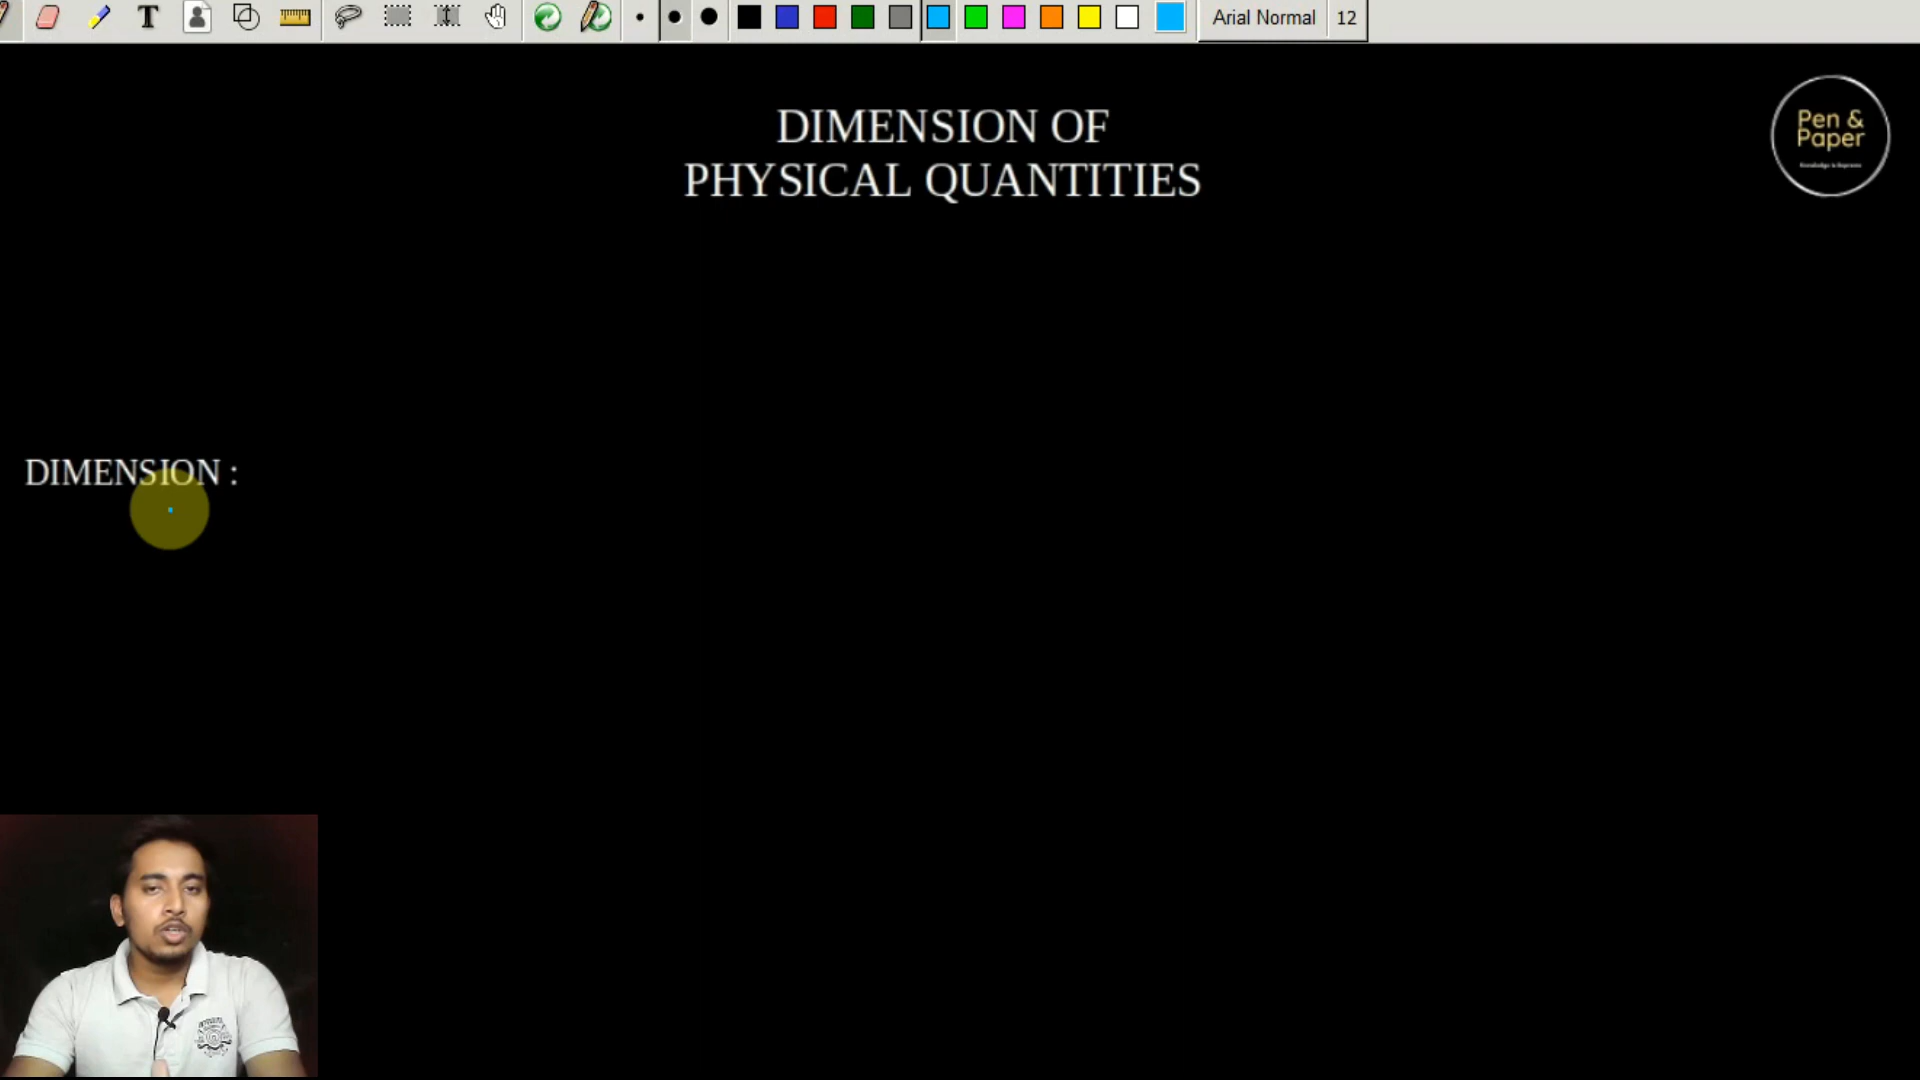 Arial Normal 12
DIMENSION OF
PHYSICAL QUANTITIES
Pen &
Paper
DIMENSION :